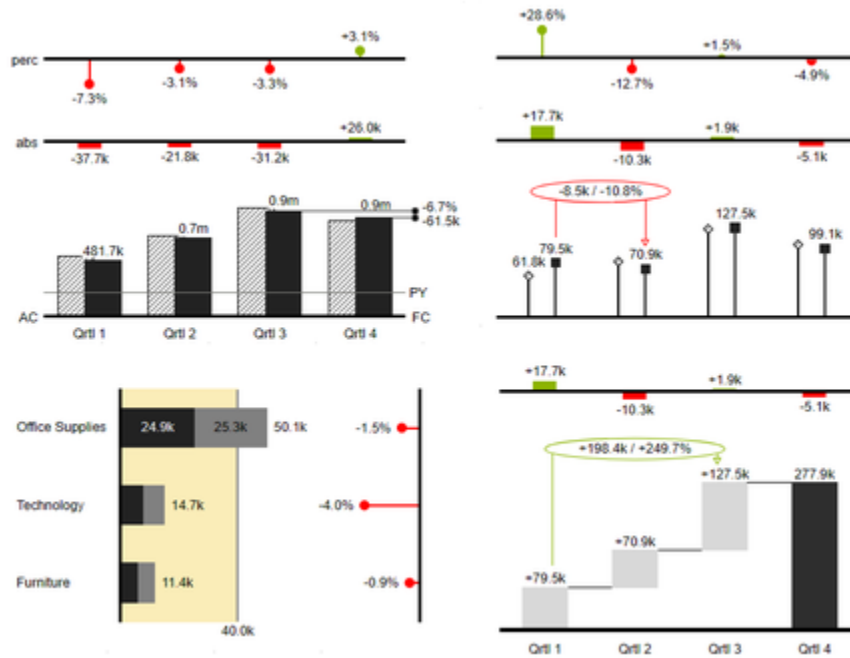 +3.1%
perc
-7.3%
-3.1%
-3.3%
+26.0k
abs
-37.7k
-21.8k
-31.2k
481.7k
0.7m
0.9m
0.9m
-6.7%
-61.5k
PY
AC
FC
Qrtl 1
Qrtl 2
Qrtl 3
Qrtl 4
+28.6%
+1.5%
-12.7%
-4.9%
+17.7k
+1.9k
-10.3k
-5.1k
-8.5k / -10.8%
61.8k
79.5k
70.9k
127.5k
99.1k
Office Supplies
24.9k
25.3k
50.1k
-1.5%
Technology
14.7k
-4.0%
Furniture
11.4k
-0.9%
40.0k
+17.7k
+1.9k
-10.3k
-5.1k
+198.4k / +249.7%
+127.5k
277.9k
+70.9k
+79.5k
Qrtl 1
Qrtl 2
Qrtl 3
Qrtl 4